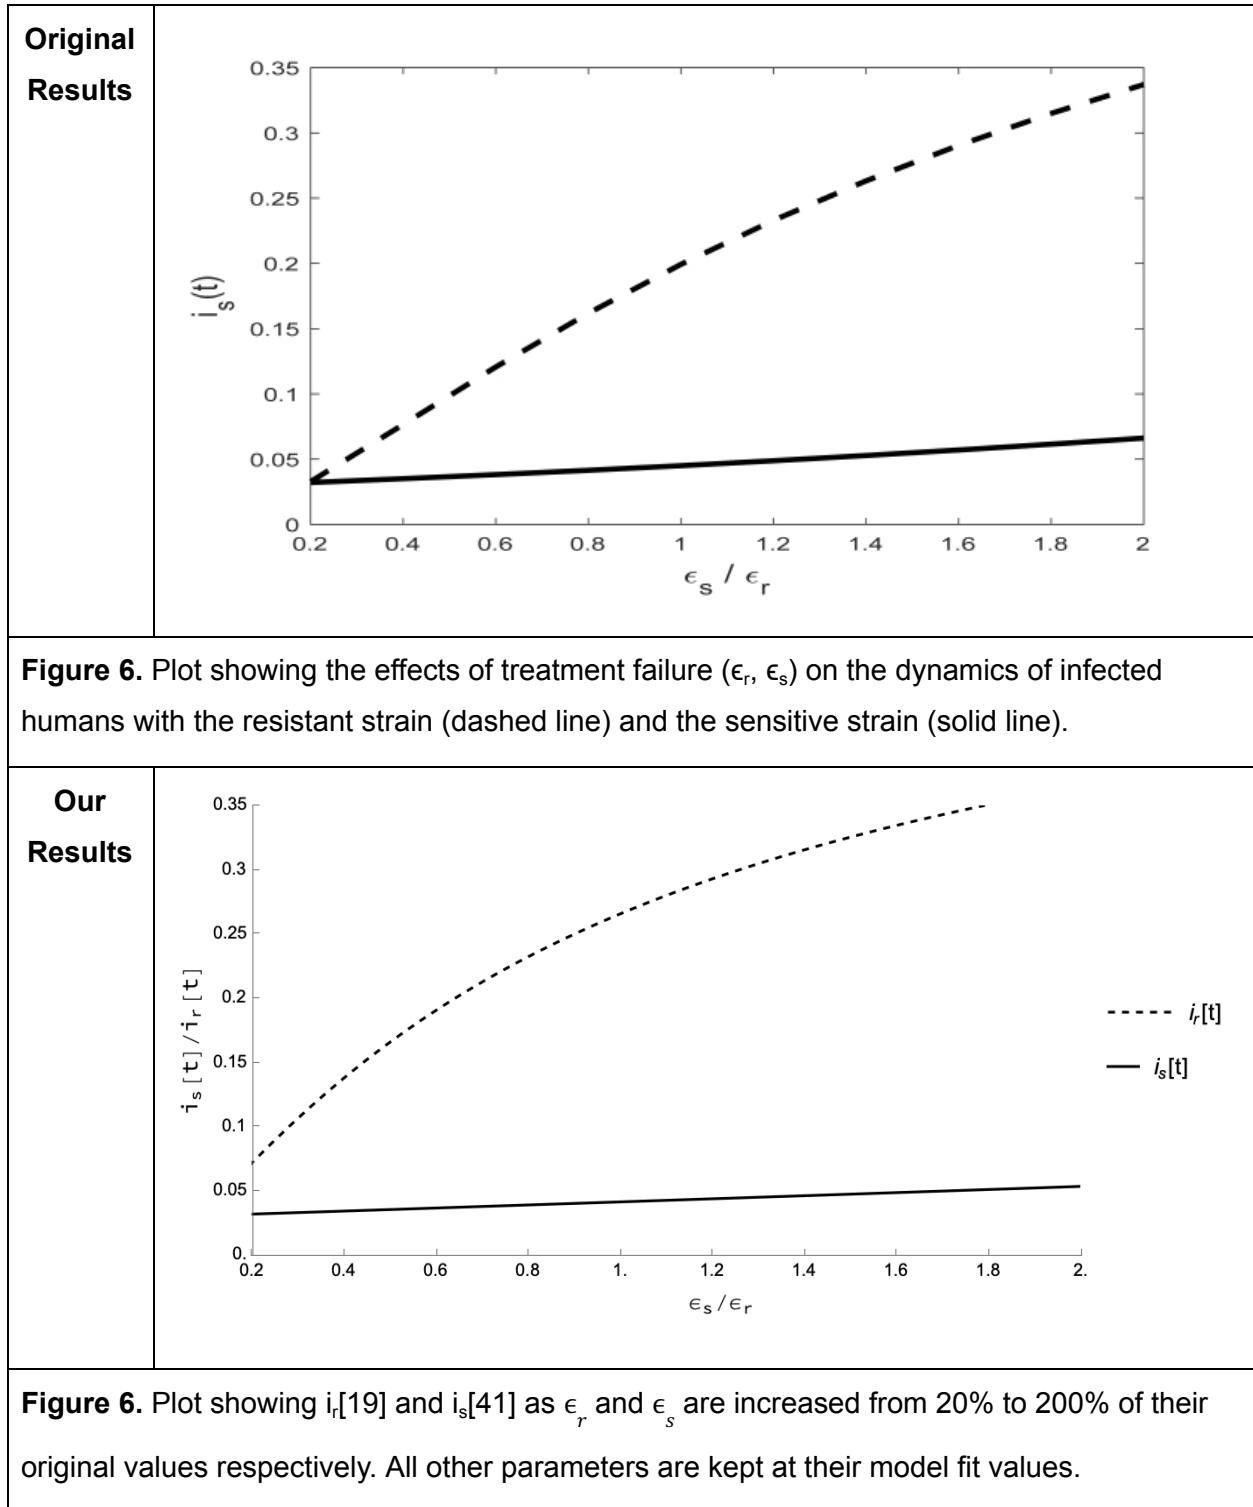 Original
Results
0.35
0.3
0.25
0.2
0.15
0.1
0.05
0
i_s(t)
0.2 0.4 0.6 0.8 1 1.2 1.4 1.6 1.8 2
ϵ_s / ϵ_r
Figure 6. Plot showing the effects of treatment failure (ϵᵣ, ϵₛ) on the dynamics of infected
humans with the resistant strain (dashed line) and the sensitive strain (solid line).
Our
Results
0.35
0.3
0.25
0.2
0.15
0.1
0.05
0.
i_s[t]/i_r[t]
0.2 0.4 0.6 0.8 1. 1.2 1.4 1.6 1.8 2.
ϵ_s/ϵ_r
i_r[t]
i_s[t]
Figure 6. Plot showing iᵣ[19] and iₛ[41] as ϵ_r and ϵ_s are increased from 20% to 200% of their
original values respectively. All other parameters are kept at their model fit values.